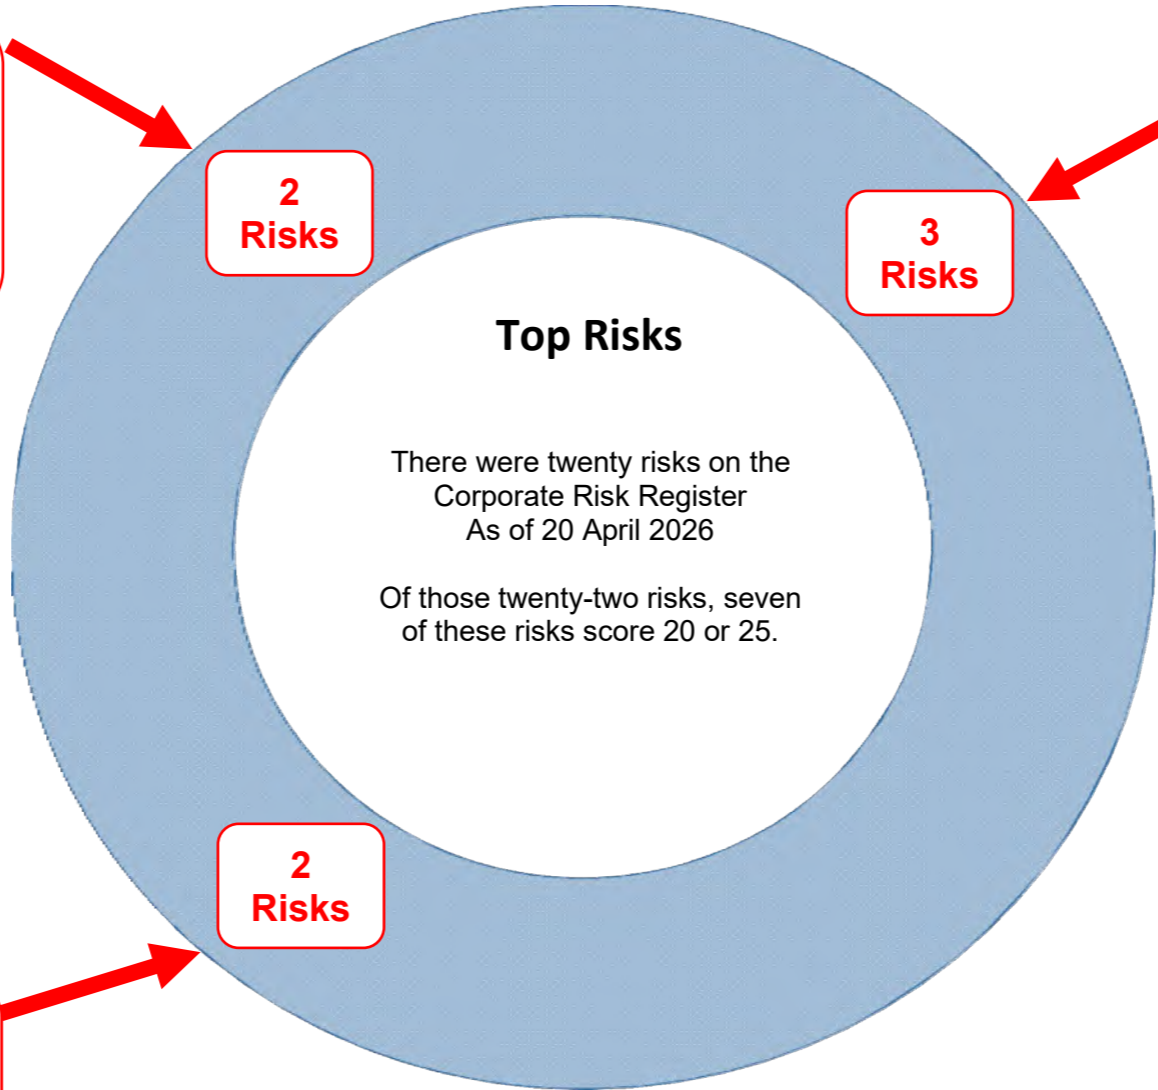 2
Risks
3
Risks
Top Risks
There were twenty risks on the
Corporate Risk Register
As of 20 April 2026
Of those twenty-two risks, seven
of these risks score 20 or 25.
2
Risks